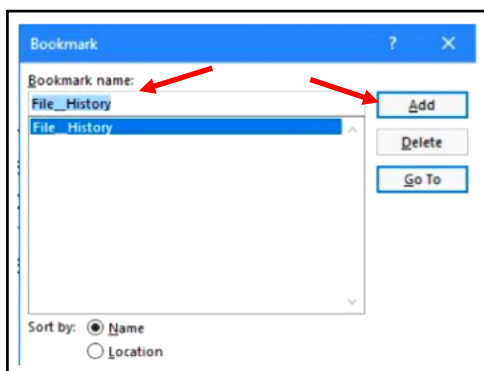 Bookmark ? ×
Bookmark name:
File__History
Add
File__History
Delete
Go To
Sort by: Name
Location